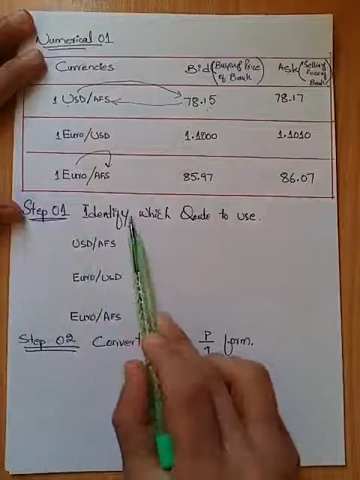 Numerical 01
Currencies Bid (Buying Price of Bank) Ask (Selling Price of Bank)
1 USD/AFS 78.15 78.17
1 Euro/USD 1.1000 1.1010
1 Euro/AFS 85.97 86.07
Step 01 Identify which Quote to use.
USD/AFS
Euro/USD
Euro/AFS
Step 02 Convert P/q form.